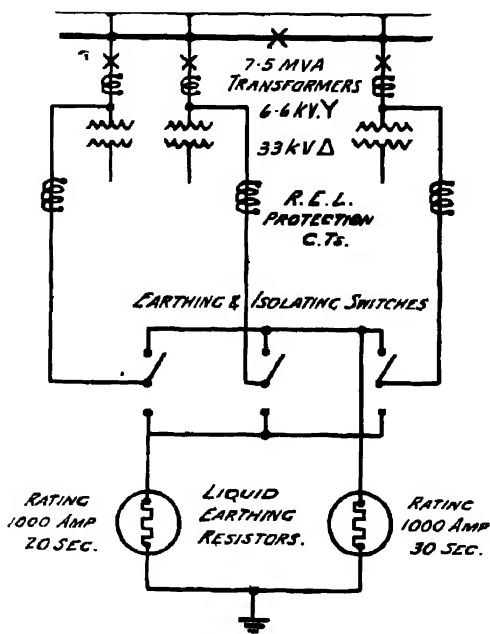 7·5 MVA
TRANSFORMERS
6·6 KV.Y
33 KV Δ
R.E.L.
PROTECTION
C.TS.
EARTHING & ISOLATING SWITCHES
RATING
1000 AMP
20 SEC.
LIQUID
EARTHING
RESISTORS.
RATING
1000 AMP
30 SEC.